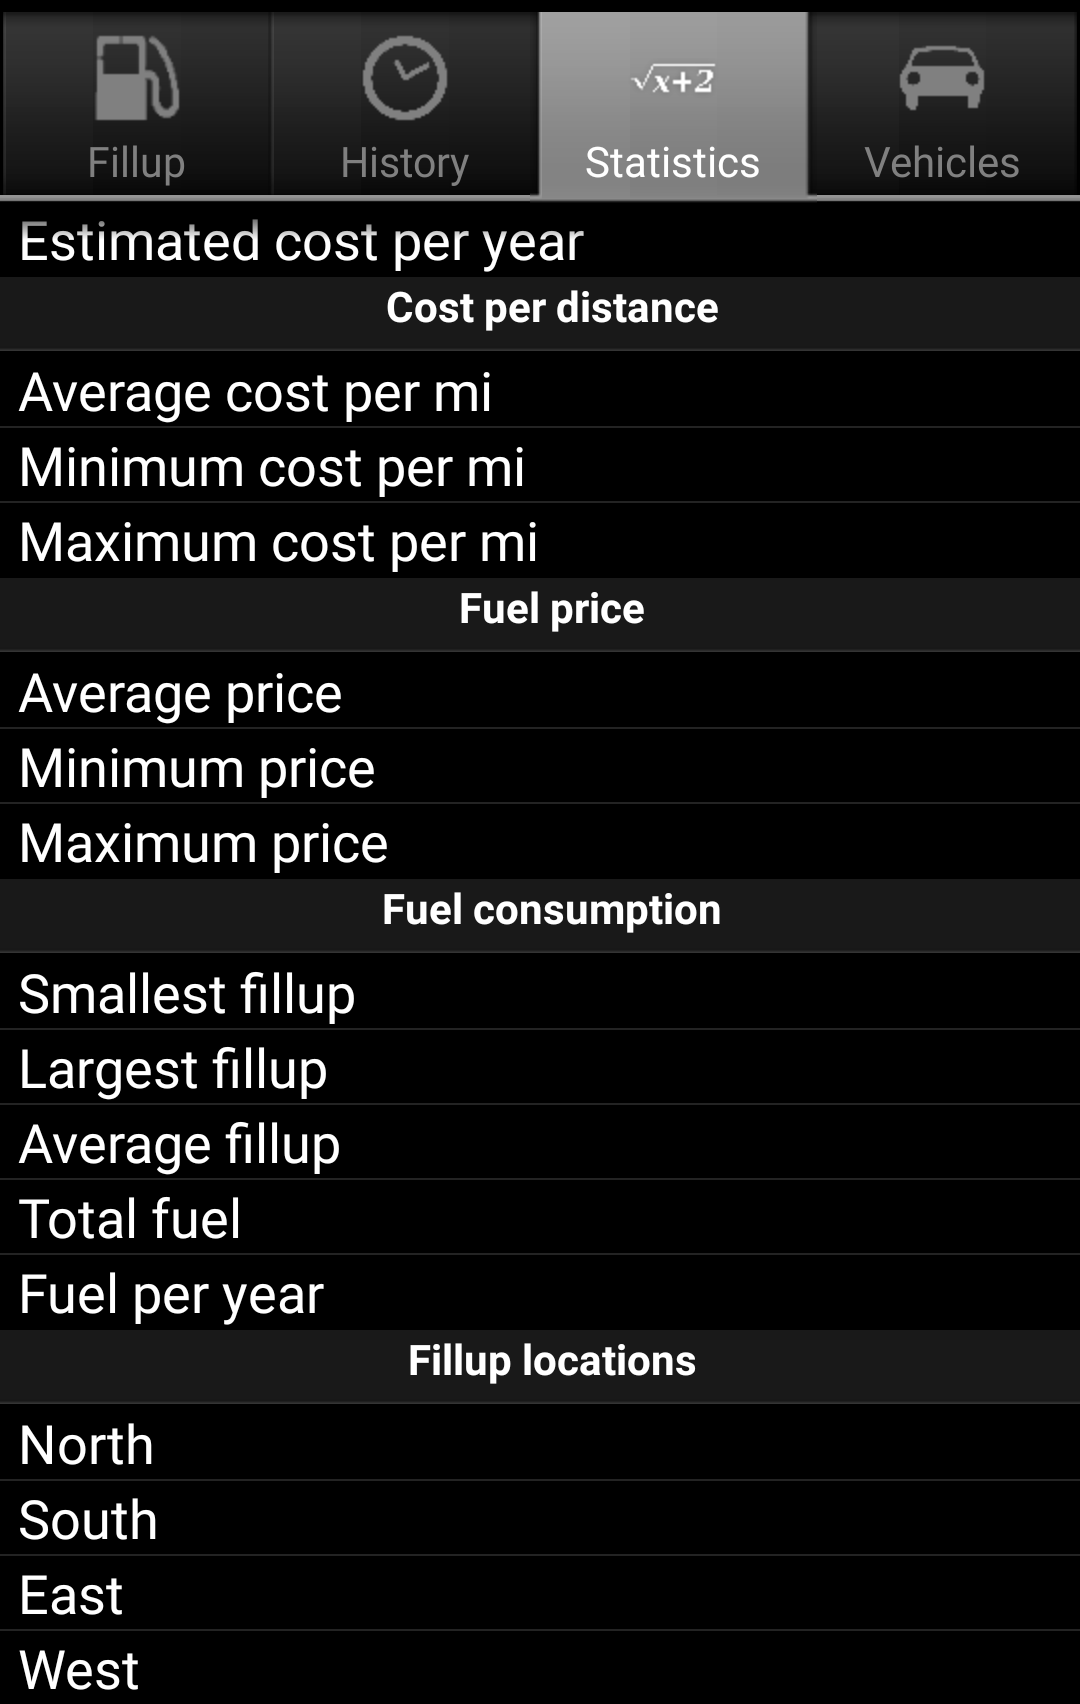 √x+2
Fillup History Statistics Vehicles
Estimated cost per year
Cost per distance
Average cost per mi
Minimum cost per mi
Maximum cost per mi
Fuel price
Average price
Minimum price
Maximum price
Fuel consumption
Smallest fillup
Largest fillup
Average fillup
Total fuel
Fuel per year
Fillup locations
North
South
East
West